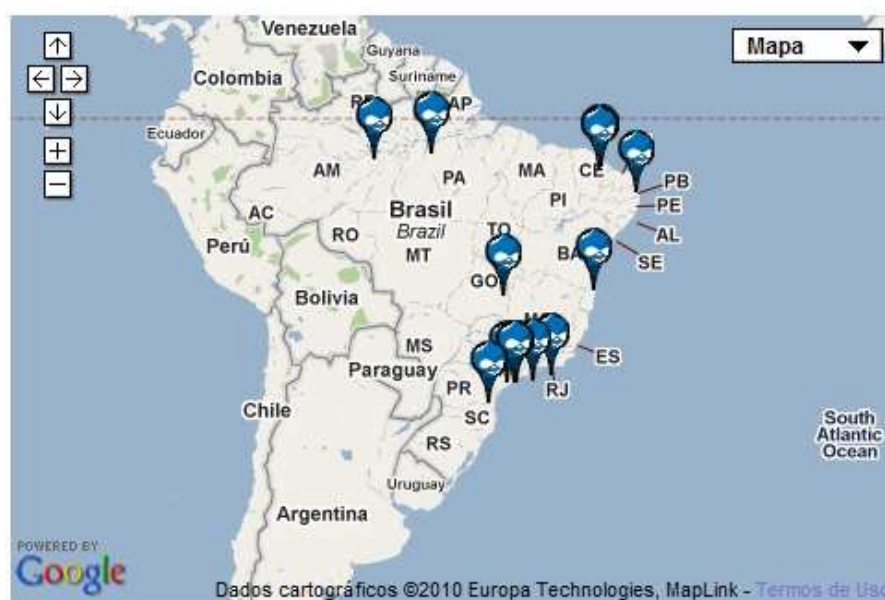 Venezuela
Mapa
Guyana
Colombia
Suriname
AP
Ecuador
AM
PA
MA
CE
PB
PI
PE
AC
Brasil
Brazil
TO
AL
RO
Perú
MT
SE
GO
Bolivia
MS
ES
Paraguay
PR
RJ
Chile
SC
South
Atlantic
Ocean
RS
Uruguay
Argentina
POWERED BY
Google
Dados cartográficos ©2010 Europa Technologies, MapLink - Termos de Uso